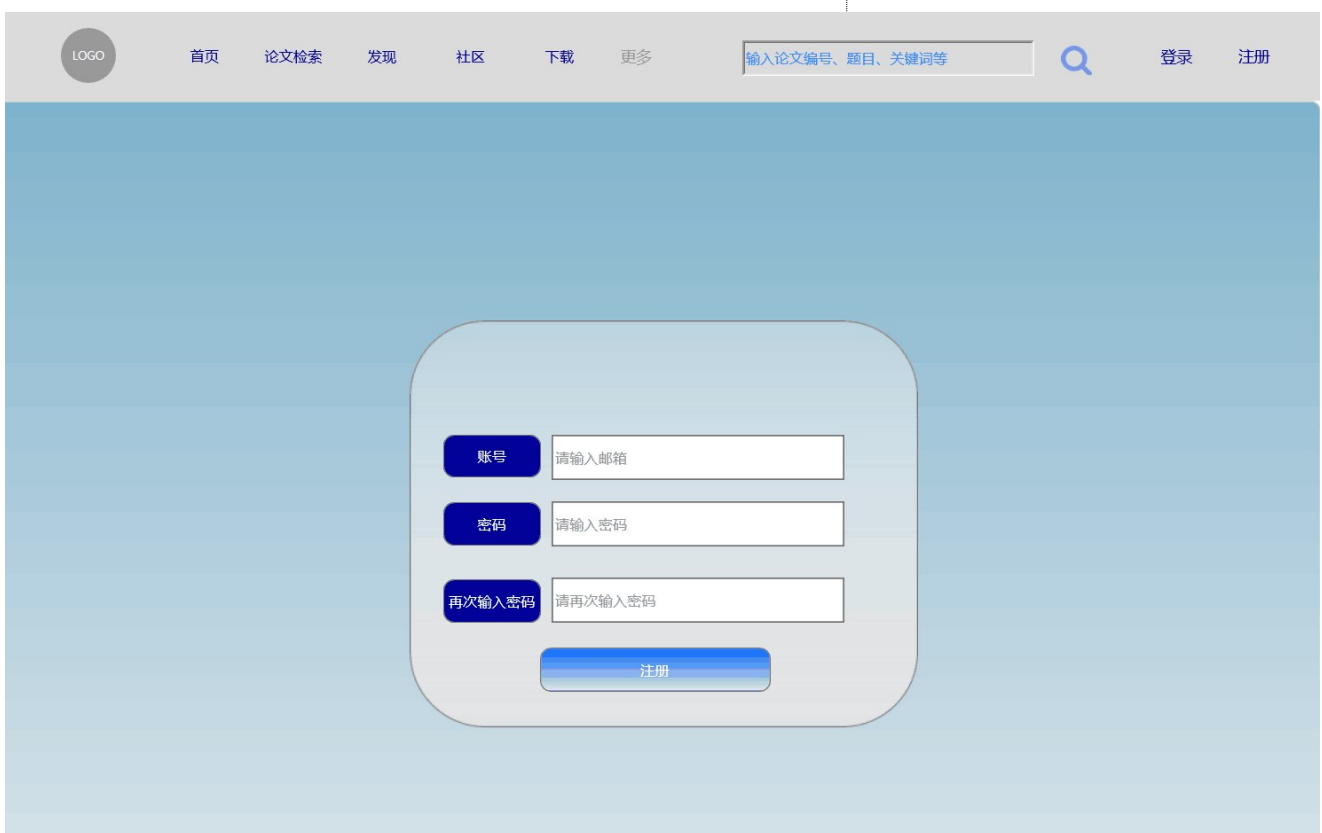 LOGO
首页 论文检索 发现 社区 下载 更多 输入论文编号、题目、关键词等 登录 注册
账号 请输入邮箱
密码 请输入密码
再次输入密码 请再次输入密码
注册